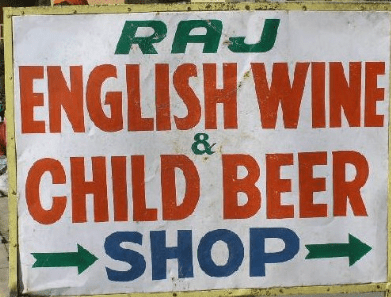 RAJ
ENGLISH WINE
&
CHILD BEER
SHOP